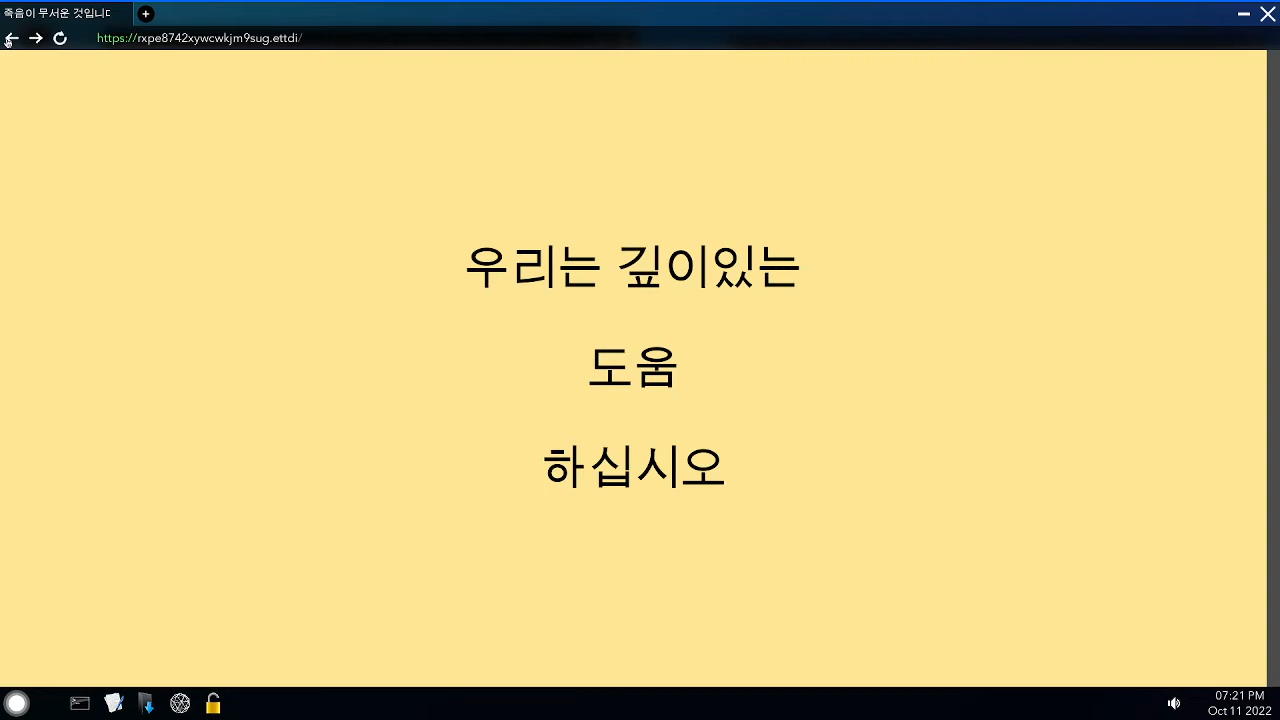 죽음이 무서운 것입니다
https://rxpe8742xywcwkjm9sug.ettdi/
우리는 깊이있는
도움
하십시오
07:21 PM
Oct 11 2022